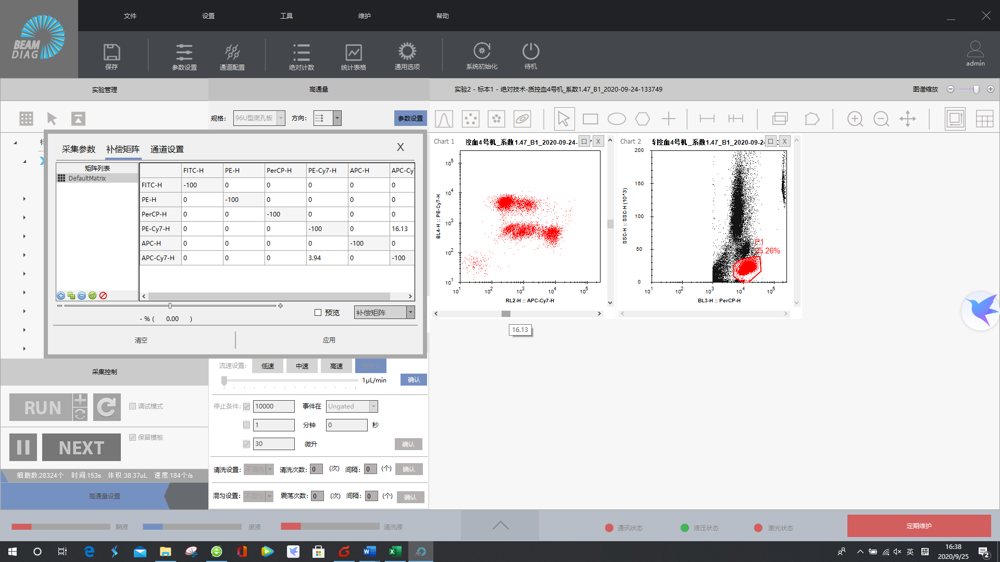 文件 设置 工具 维护 帮助
BEAM
DIAG
保存 参数设置 通道配置 绝对计数 统计表格 通用选项 系统初始化 待机
admin
实验管理 高通量 实验2 - 标本1 - 绝对技术-质控血4号机_系数1.47_B1_2020-09-24-133749 图谱缩放
规格: 96U型底孔板 方向: 参数设置
采集参数 补偿矩阵 通道设置 X
矩阵列表
DefaultMatrix
FITC-H PE-H PerCP-H PE-Cy7-H APC-H APC-Cy7
FITC-H -100 0 0 0 0 0
PE-H 0 -100 0 0 0 0
PerCP-H 0 0 -100 0 0 0
PE-Cy7-H 0 0 0 -100 0 16.13
APC-H 0 0 0 0 -100 0
APC-Cy7-H 0 0 0 3.94 0 -100
- % ( 0.00 )
预览 补偿矩阵
清空 应用
Chart 1 控血4号机_系数1.47_B1_2020-09-24- X
10^5
10^4
10^3
10^2
10^1
BL4-H :: PE-Cy7-H
10^1 10^2 10^3 10^4 10^5
RL2-H :: APC-Cy7-H
16.13
Chart 2 质控血4号机_系数1.47_B1_2020-09-24 X
200
150
100
50
0
SSC-H :: SSC-H (10^3)
P1
25.26%
10^1 10^2 10^3 10^4 10^5
BL3-H :: PerCP-H
采集控制
RUN 调试模式
NEXT 保留模板
细胞数:28324个 时间:153s 体积:38.37uL 速度:184个/s
高通量设置
流速设置: 低速 中速 高速
1μL/min 确认
停止条件: 10000 事件在 Ungated
1 分钟 0 秒
30 微升 确认
清洗设置: 不清洗 清洗次数: 0 (次) 间隔: 0 (个) 确认
混匀设置: 不混匀 震荡次数: 0 (次) 间隔: 0 (个) 确认
鞘液 废液 清洗液 通讯状态 液压状态 激光状态 定期维护
英 拼 16:38
2020/9/25
2